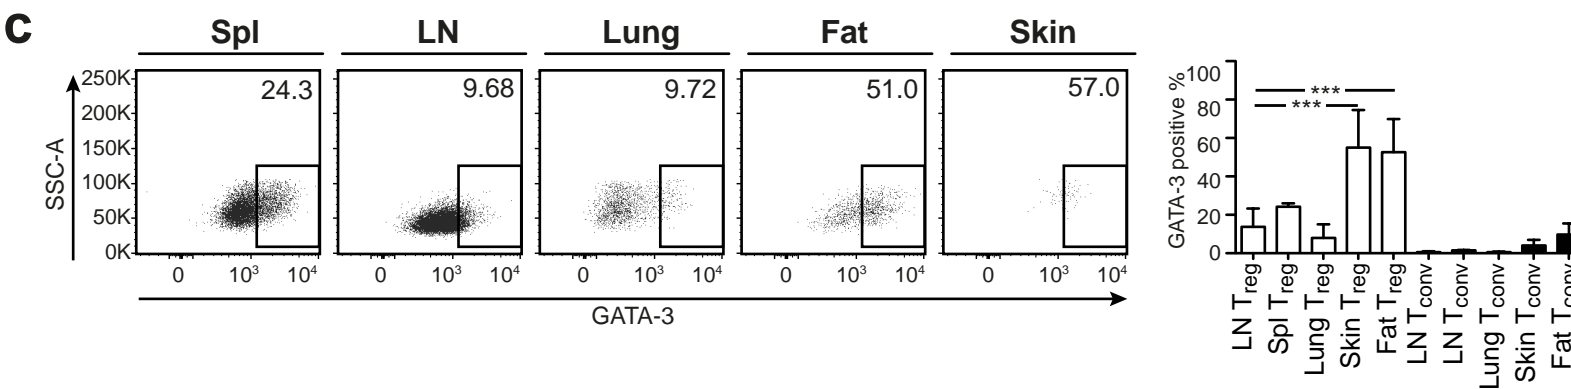 C
Spl LN Lung Fat Skin
24.3 9.68 9.72 51.0 57.0
SSC-A
250K
200K
150K
100K
50K
0K
0 10³ 10⁴ 0 10³ 10⁴ 0 10³ 10⁴ 0 10³ 10⁴ 0 10³ 10⁴
GATA-3
GATA-3 positive %
100
80
60
40
20
0
***
***
LN Treg
Spl Treg
Lung Treg
Skin Treg
Fat Treg
LN Tconv
LN Tconv
Lung Tconv
Skin Tconv
Fat Tconv